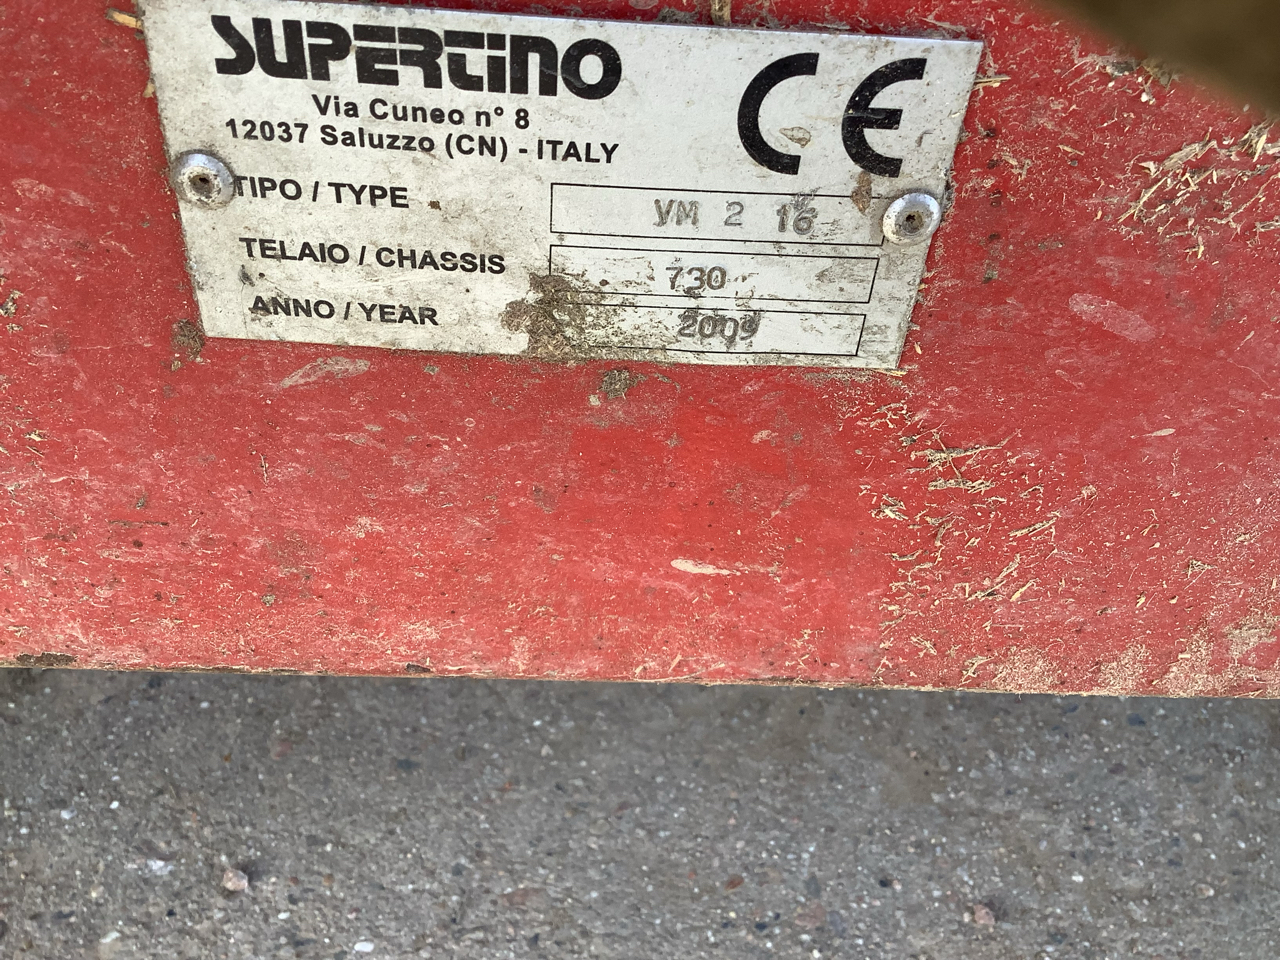 SUPERTINO
Via Cuneo n° 8
12037 Saluzzo (CN) - ITALY
CE
TIPO / TYPE VM 2 16
TELAIO / CHASSIS 730
ANNO / YEAR 2009